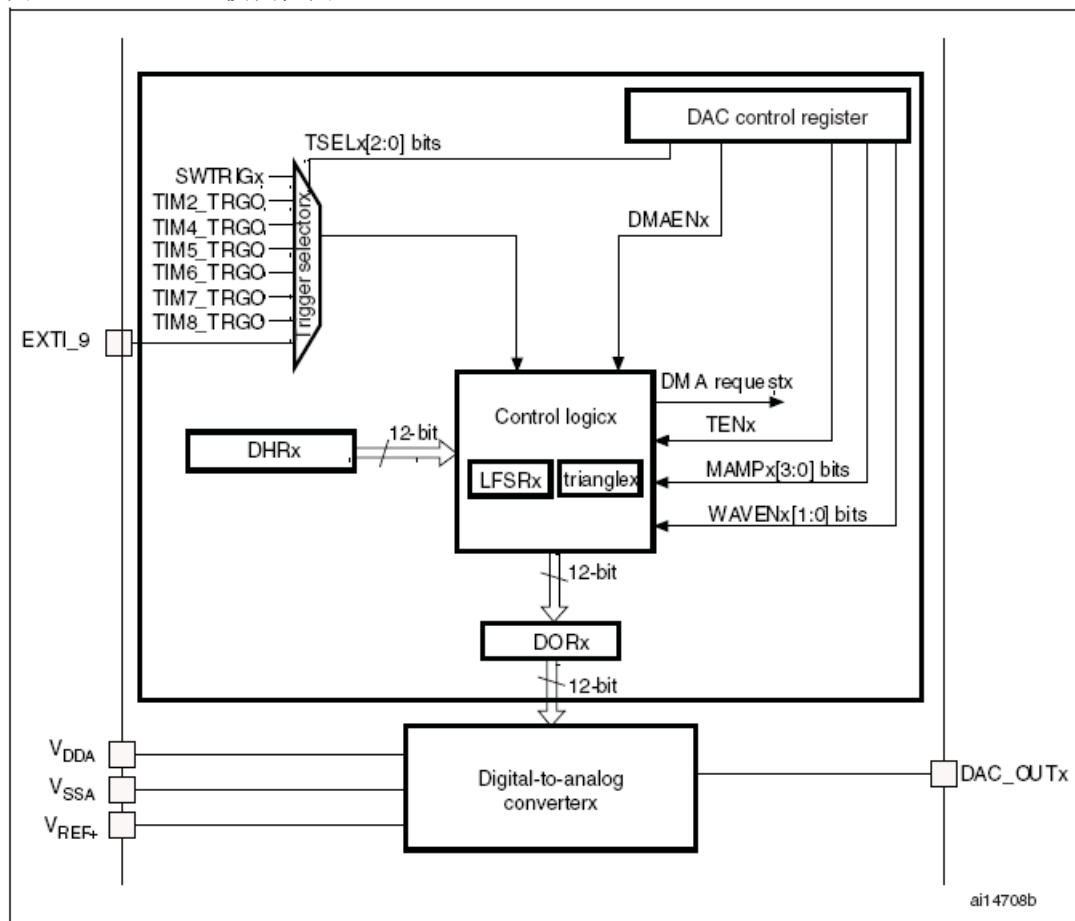 DAC control register
TSELx[2:0] bits
SWTRIGx
TIM2_TRGO
TIM4_TRGO
TIM5_TRGO
TIM6_TRGO
TIM7_TRGO
TIM8_TRGO
Trigger selectorx
DMAENx
EXTI_9
DMA requestx
Control logicx
TENx
12-bit
DHRx
LFSRx
trianglex
MAMPx[3:0] bits
WAVENx[1:0] bits
12-bit
DORx
12-bit
VDDA
VSSA
VREF+
Digital-to-analog
converterx
DAC_OUTx
ai14708b